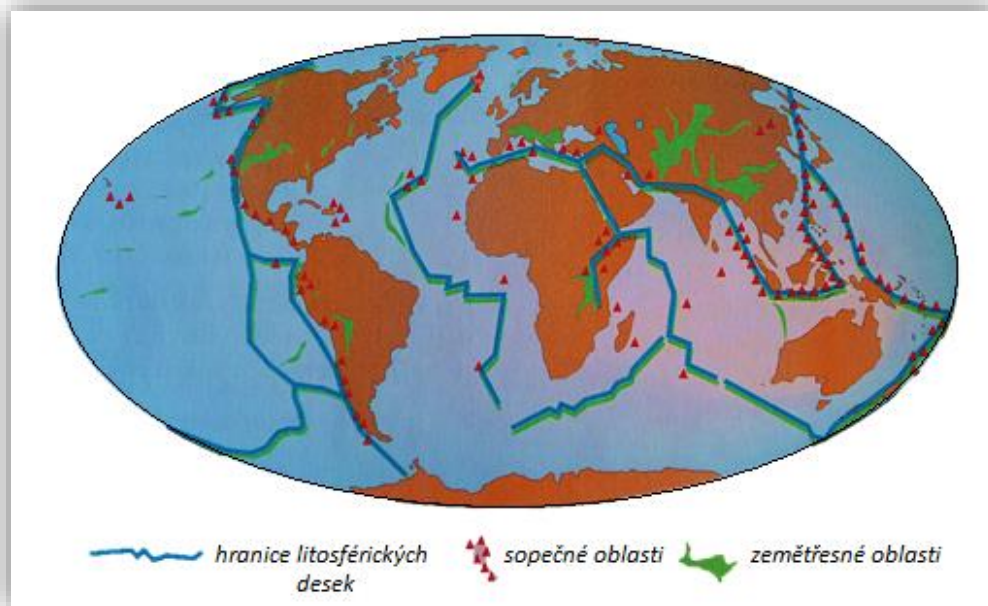 hranice litosférických
desek
sopečné oblasti
zemětřesné oblasti